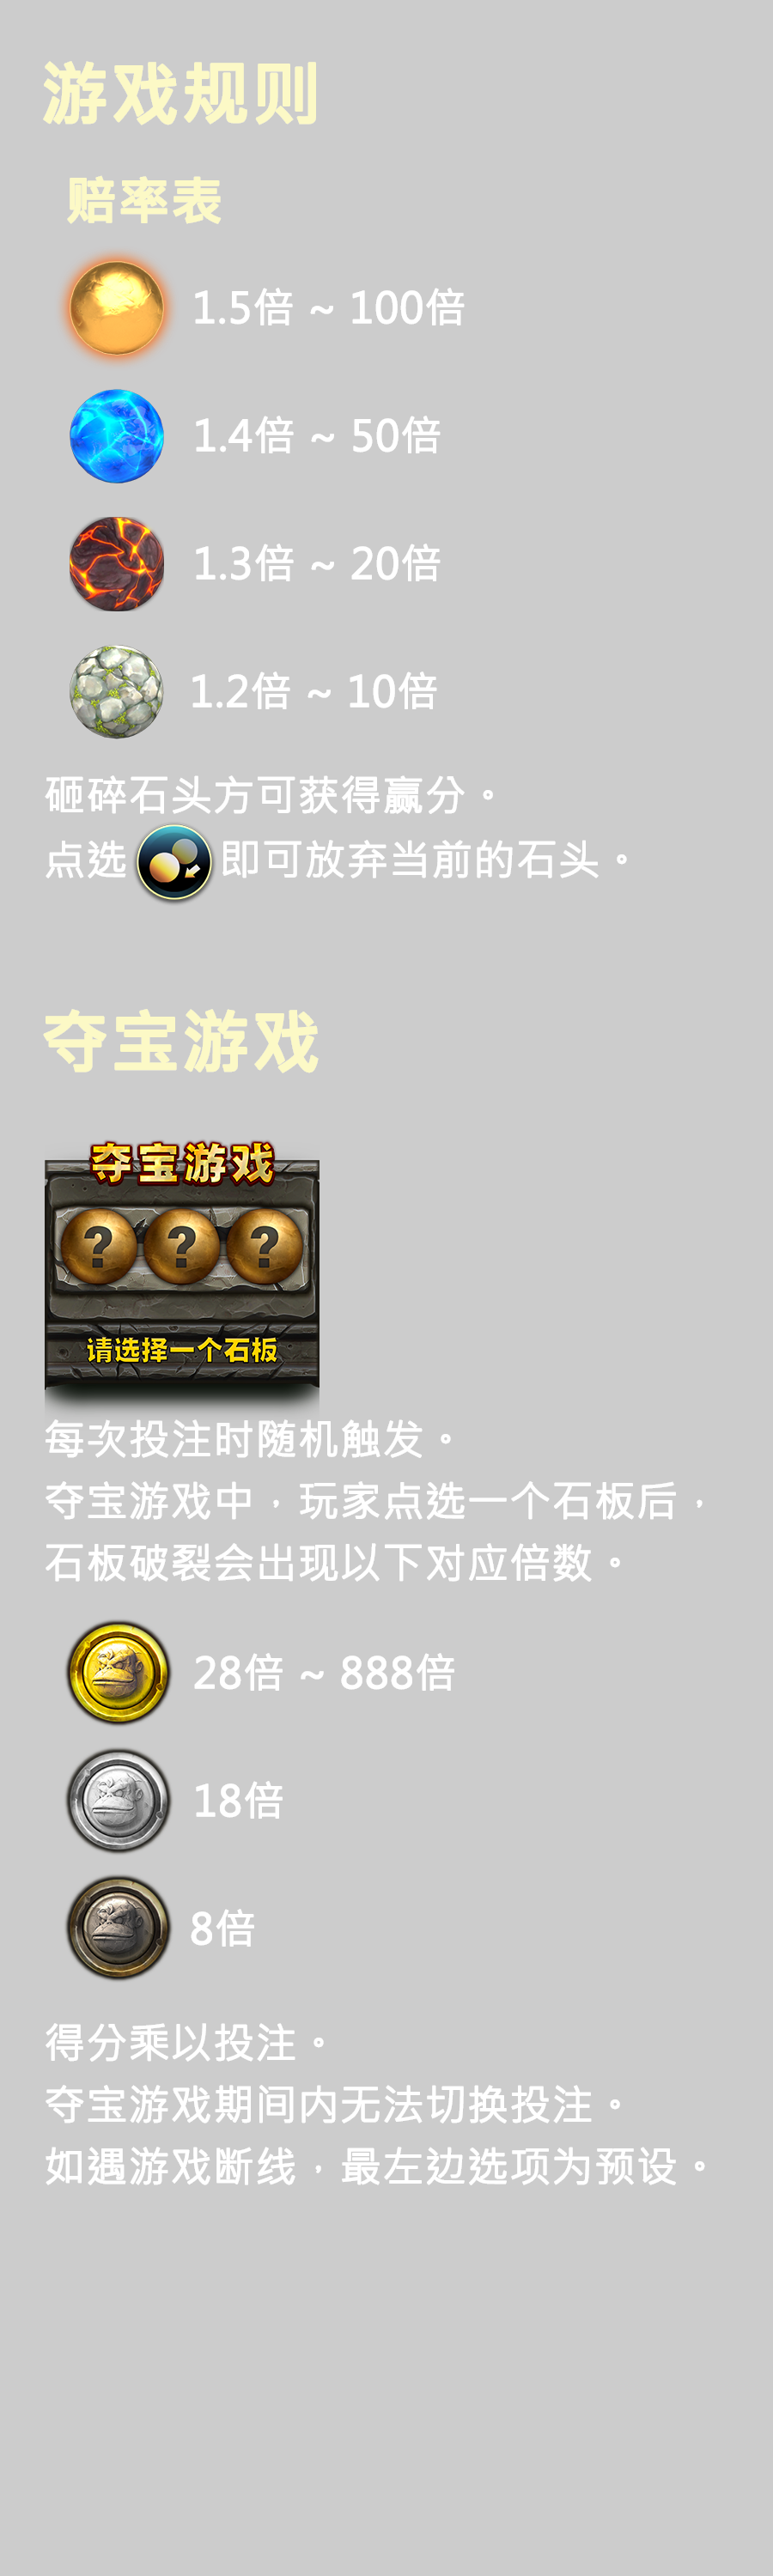 游戏规则
赔率表
1.5倍 ~ 100倍
1.4倍 ~ 50倍
1.3倍 ~ 20倍
1.2倍 ~ 10倍
砸碎石头方可获得赢分。
点选 即可放弃当前的石头。
夺宝游戏
夺宝游戏
? ? ?
请选择一个石板
每次投注时随机触发。
夺宝游戏中，玩家点选一个石板后，
石板破裂会出现以下对应倍数。
28倍 ~ 888倍
18倍
8倍
得分乘以投注。
夺宝游戏期间内无法切换投注。
如遇游戏断线，最左边选项为预设。